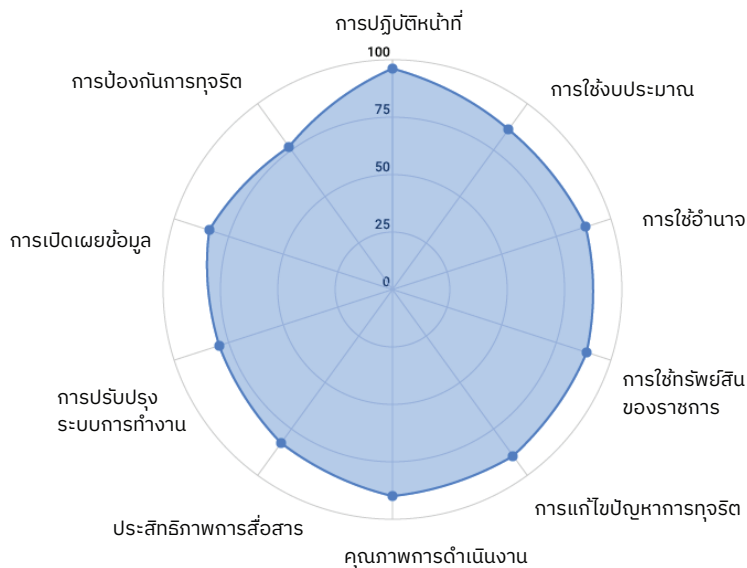 การปฏิบัติหน้าที่
100
การป้องกันการทุจริต
75
การใช้งบประมาณ
50
การใช้อำนาจ
การเปิดเผยข้อมูล
25
0
การใช้ทรัพย์สิน
ของราชการ
การปรับปรุง
ระบบการทำงาน
การแก้ไขปัญหาการทุจริต
ประสิทธิภาพการสื่อสาร
คุณภาพการดำเนินงาน